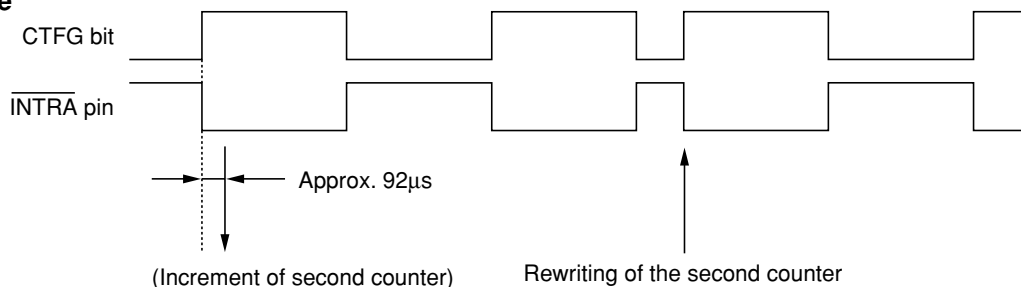 e
CTFG bit
INTRA pin
Approx. 92μs
(Increment of second counter)
Rewriting of the second counter